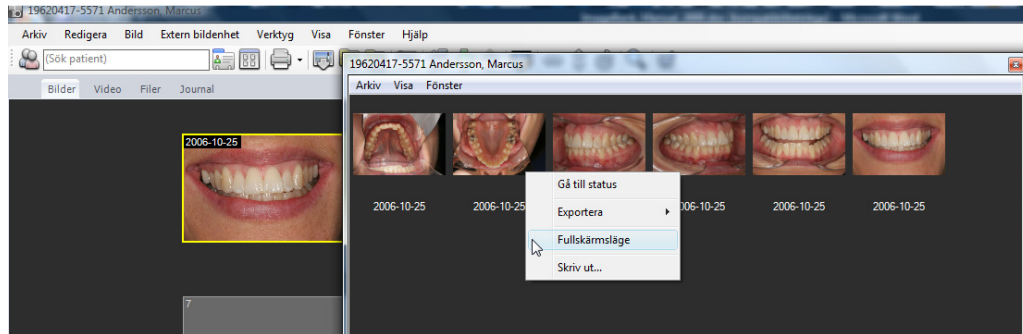 19620417-5571 Andersson, Marcus
Arkiv Redigera Bild Extern bildenhet Verktyg Visa Fönster Hjälp
(Sök patient)
Bilder Video Filer Journal
2006-10-25
7
19620417-5571 Andersson, Marcus
Arkiv Visa Fönster
2006-10-25 2006-10-25 006-10-25 2006-10-25 2006-10-25
Gå till status
Exportera
Fullskärmsläge
Skriv ut...